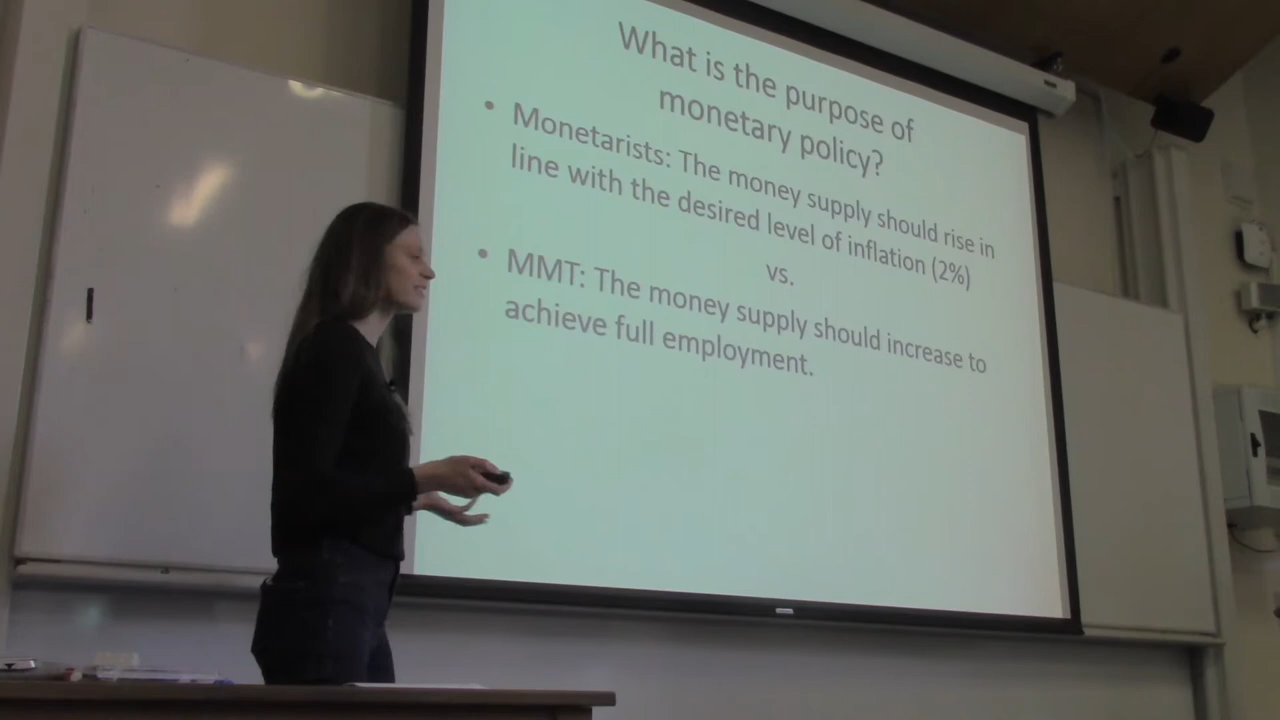 What is the purpose of
monetary policy?
• Monetarists: The money supply should rise in
line with the desired level of inflation (2%)
vs.
• MMT: The money supply should increase to
achieve full employment.